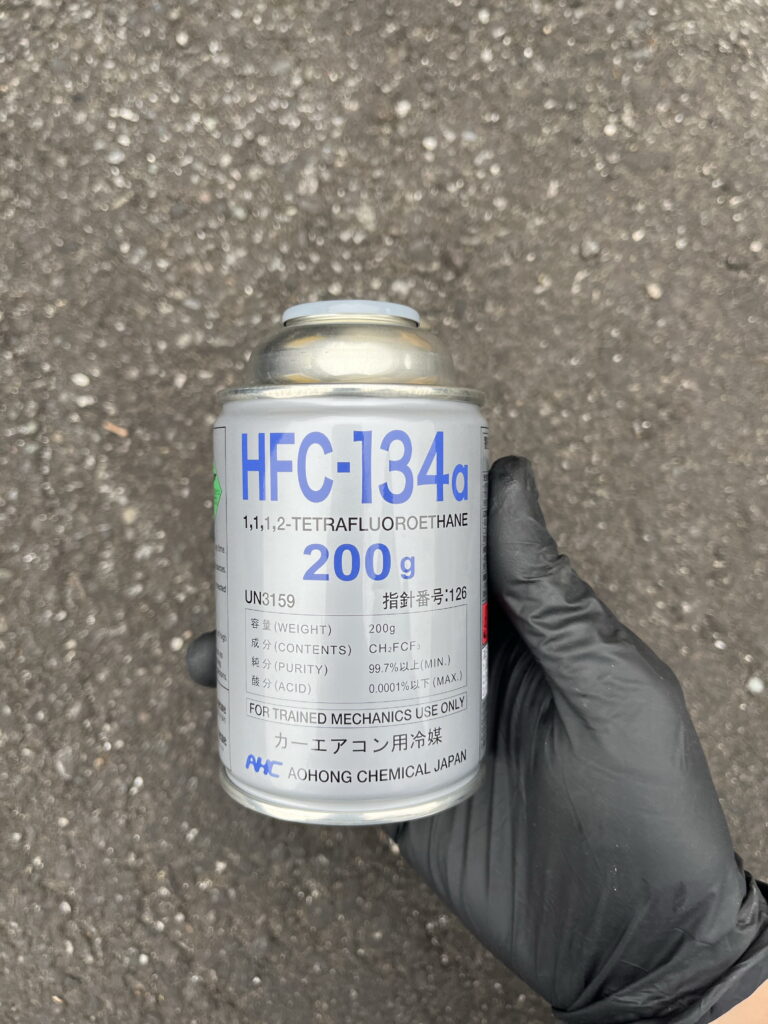 HFC-134a
1,1,1,2-TETRAFLUOROETHANE
200g
UN3159 指針番号:126
容量(WEIGHT) 200g
成分(CONTENTS) CH₂FCF₃
純分(PURITY) 99.7%以上(MIN.)
酸分(ACID) 0.0001%以下(MAX.)
FOR TRAINED MECHANICS USE ONLY
カーエアコン用冷媒
AHC AOHONG CHEMICAL JAPAN